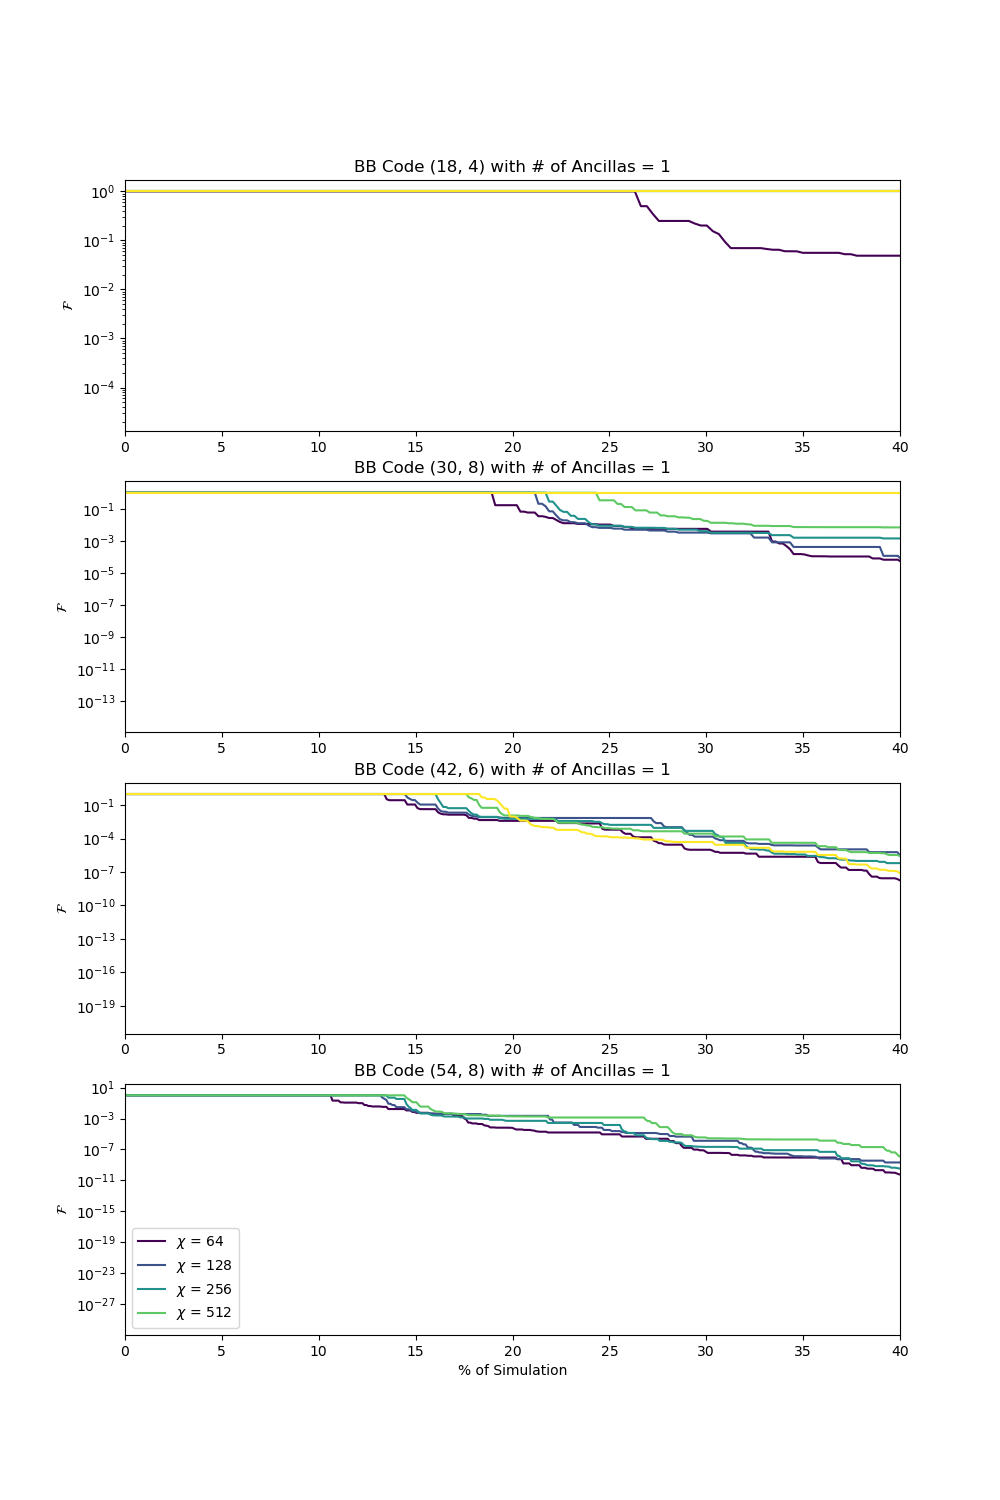 BB Code (18, 4) with # of Ancillas = 1
10⁰
10⁻¹
10⁻²
10⁻³
10⁻⁴
ℱ
0 5 10 15 20 25 30 35 40
BB Code (30, 8) with # of Ancillas = 1
10⁻¹
10⁻³
10⁻⁵
10⁻⁷
10⁻⁹
10⁻¹¹
10⁻¹³
ℱ
0 5 10 15 20 25 30 35 40
BB Code (42, 6) with # of Ancillas = 1
10⁻¹
10⁻⁴
10⁻⁷
10⁻¹⁰
10⁻¹³
10⁻¹⁶
10⁻¹⁹
ℱ
0 5 10 15 20 25 30 35 40
BB Code (54, 8) with # of Ancillas = 1
10¹
10⁻³
10⁻⁷
10⁻¹¹
10⁻¹⁵
10⁻¹⁹
10⁻²³
10⁻²⁷
ℱ
χ = 64
χ = 128
χ = 256
χ = 512
0 5 10 15 20 25 30 35 40
% of Simulation